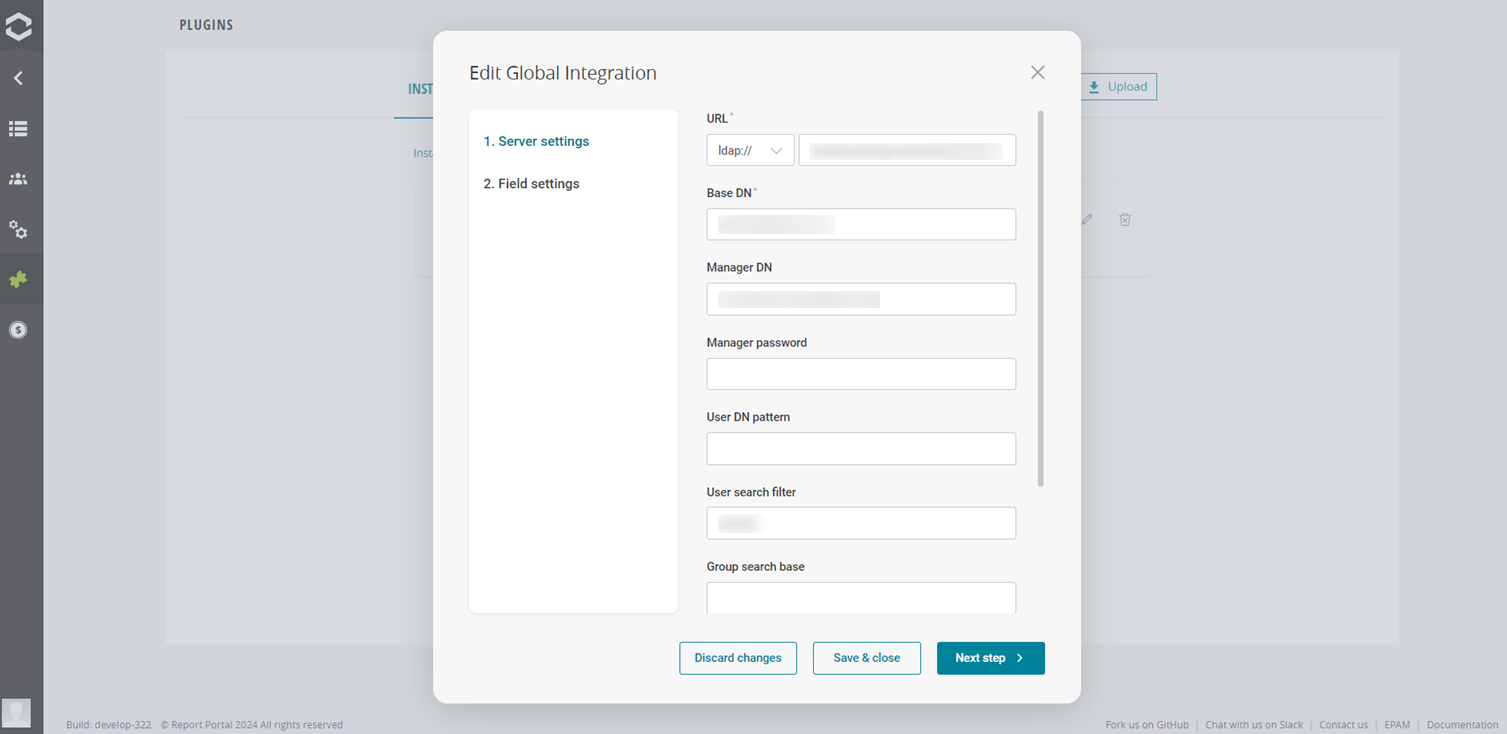 PLUGINS
Edit Global Integration
Upload
1. Server settings
2. Field settings
URL*
ldap://
Base DN*
Manager DN
Manager password
User DN pattern
User search filter
Group search base
Discard changes
Save & close
Next step
$
Build: develop-322 © Report Portal 2024 All rights reserved
Fork us on GitHub | Chat with us on Slack | Contact us | EPAM | Documentation